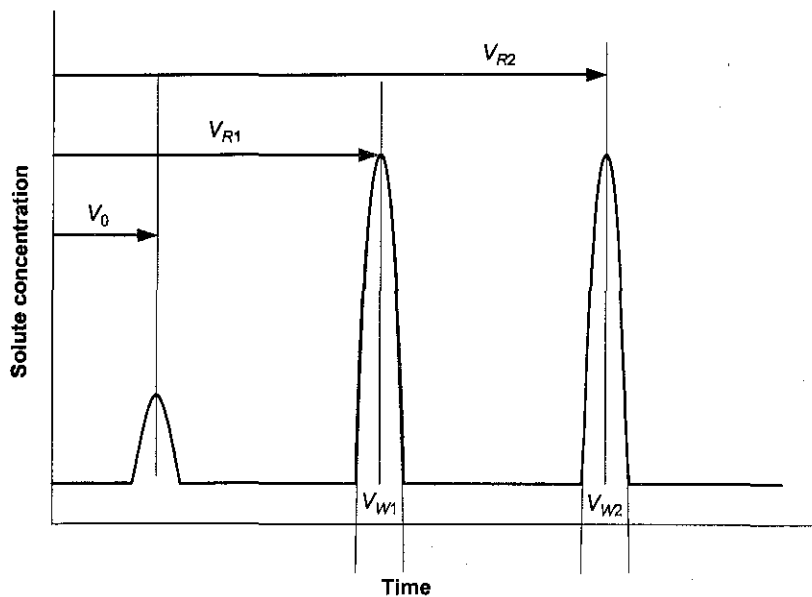 V_R2
V_R1
V_0
Solute concentration
V_W1
V_W2
Time